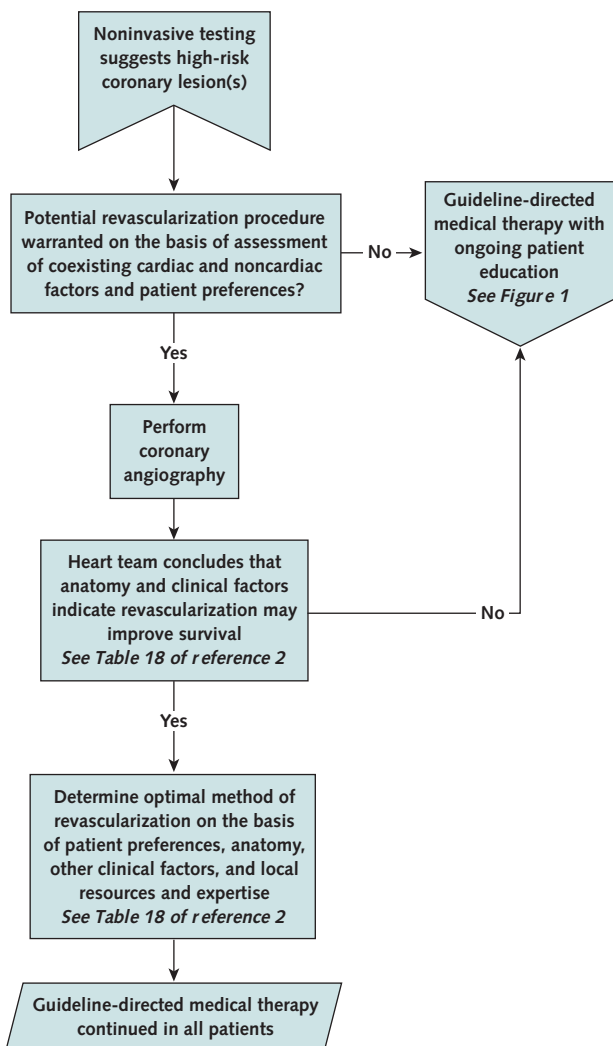 Noninvasive testing
suggests high-risk
coronary lesion(s)
Potential revascularization procedure
warranted on the basis of assessment
of coexisting cardiac and noncardiac
factors and patient preferences?
No
Guideline-directed
medical therapy with
ongoing patient
education
See Figure 1
Yes
Perform
coronary
angiography
Heart team concludes that
anatomy and clinical factors
indicate revascularization may
improve survival
See Table 18 of reference 2
No
Yes
Determine optimal method of
revascularization on the basis
of patient preferences, anatomy,
other clinical factors, and local
resources and expertise
See Table 18 of reference 2
Guideline-directed medical therapy
continued in all patients